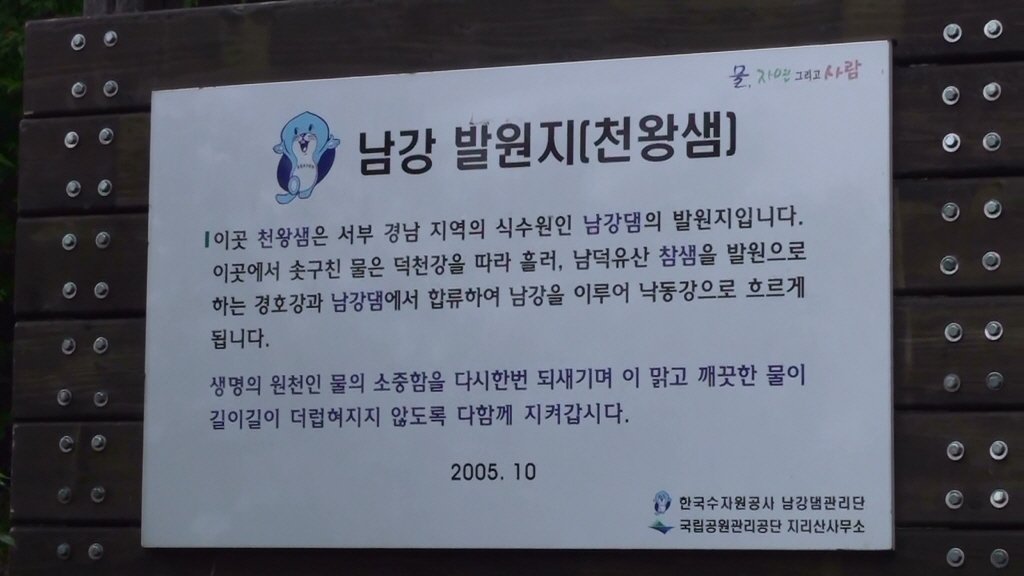 물, 자연 그리고 사람
남강 발원지(천왕샘)
이곳 천왕샘은 서부 경남 지역의 식수원인 남강댐의 발원지입니다.
이곳에서 솟구친 물은 덕천강을 따라 흘러, 남덕유산 참샘을 발원으로
하는 경호강과 남강댐에서 합류하여 남강을 이루어 낙동강으로 흐르게
됩니다.
생명의 원천인 물의 소중함을 다시한번 되새기며 이 맑고 깨끗한 물이
길이길이 더럽혀지지 않도록 다함께 지켜갑시다.
2005. 10
한국수자원공사 남강댐관리단
국립공원관리공단 지리산사무소